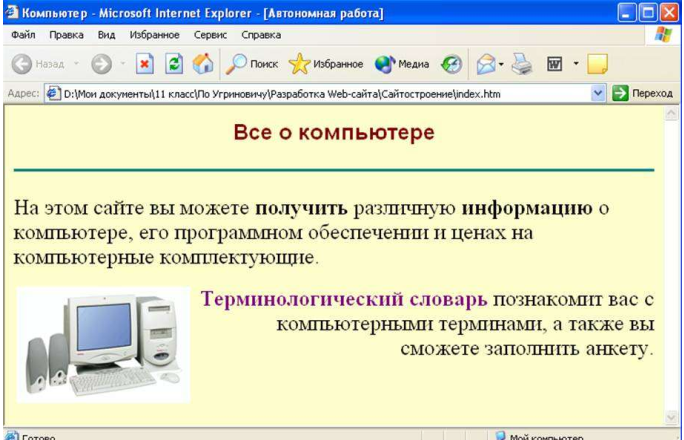 Компьютер - Microsoft Internet Explorer - [Автономная работа]
Файл Правка Вид Избранное Сервис Справка
Назад Поиск Избранное Медиа
Адрес: D:\Мои документы\11 класс\По Угриновичу\Разработка Web-сайта\Сайтостроение\index.htm Переход
Все о компьютере
На этом сайте вы можете получить различную информацию о
компьютере, его программном обеспечении и ценах на
компьютерные комплектующие.
Терминологический словарь познакомит вас с
компьютерными терминами, а также вы
сможете заполнить анкету.
Готово Мой компьютер